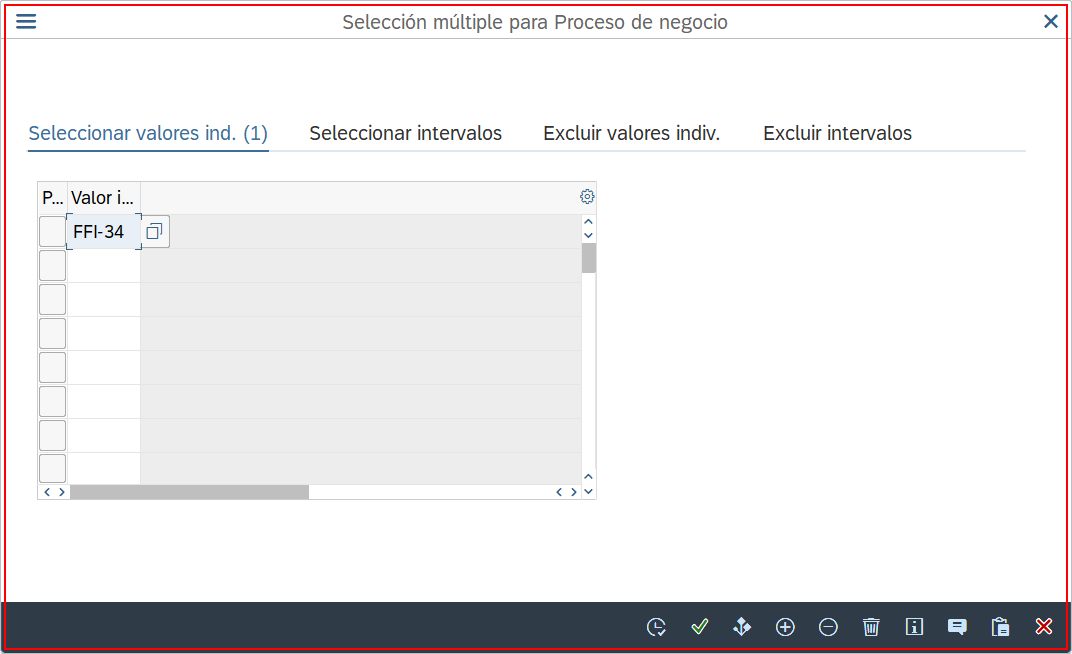 Selección múltiple para Proceso de negocio
Seleccionar valores ind. (1) Seleccionar intervalos Excluir valores indiv. Excluir intervalos
P... Valor i...
FFI-34